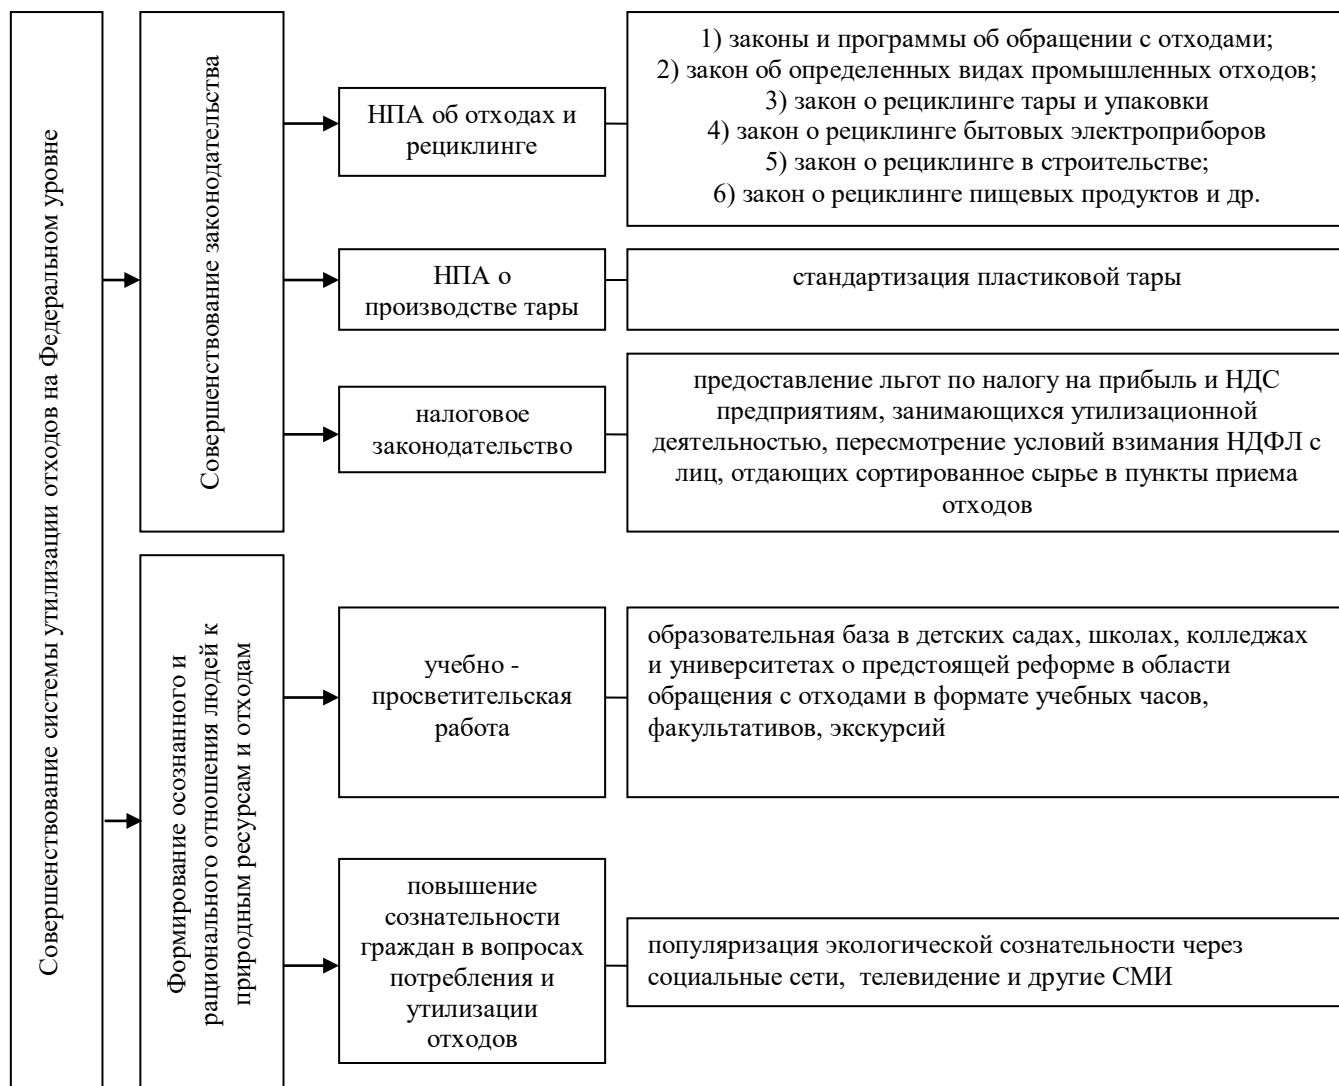 Совершенствование системы утилизации отходов на Федеральном уровне
Совершенствование законодательства
НПА об отходах и
рециклинге
1) законы и программы об обращении с отходами;
2) закон об определенных видах промышленных отходов;
3) закон о рециклинге тары и упаковки
4) закон о рециклинге бытовых электроприборов
5) закон о рециклинге в строительстве;
6) закон о рециклинге пищевых продуктов и др.
НПА о
производстве тары
стандартизация пластиковой тары
налоговое
законодательство
предоставление льгот по налогу на прибыль и НДС
предприятиям, занимающихся утилизационной
деятельностью, пересмотрение условий взимания НДФЛ с
лиц, отдающих сортированное сырье в пункты приема
отходов
Формирование осознанного и
рационального отношения людей к
природным ресурсам и отходам
учебно -
просветительская
работа
образовательная база в детских садах, школах, колледжах
и университетах о предстоящей реформе в области
обращения с отходами в формате учебных часов,
факультативов, экскурсий
повышение
сознательности
граждан в вопросах
потребления и
утилизации
отходов
популяризация экологической сознательности через
социальные сети,  телевидение и другие СМИ